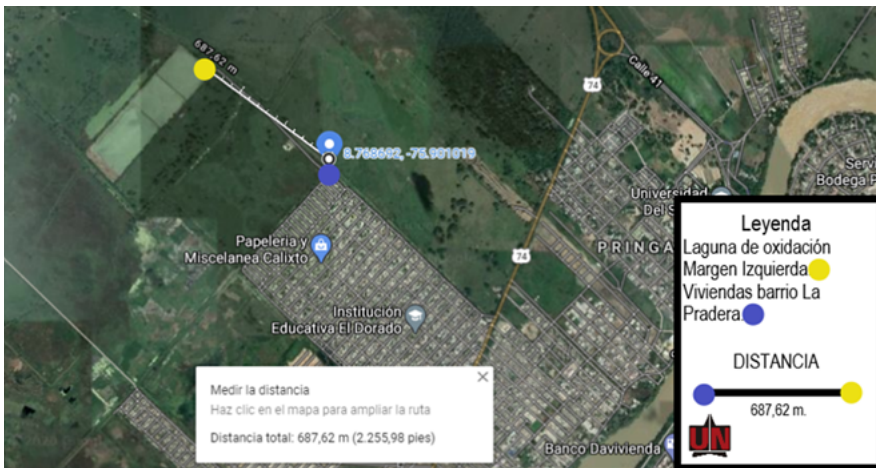 687,62 m
74
Calle 41
8.768692, -75.901019
Universidad
Del S
Papelería y
Miscelanea Calixto
PRINGA
74
Institución
Educativa El Dorado
Banco Davivienda
Medir la distancia
Haz clic en el mapa para ampliar la ruta
Distancia total: 687,62 m (2.255,98 pies)
Serv
Bodega P
Leyenda
Laguna de oxidación
Margen Izquierda
Viviendas barrio La
Pradera
DISTANCIA
687,62 m.
UN